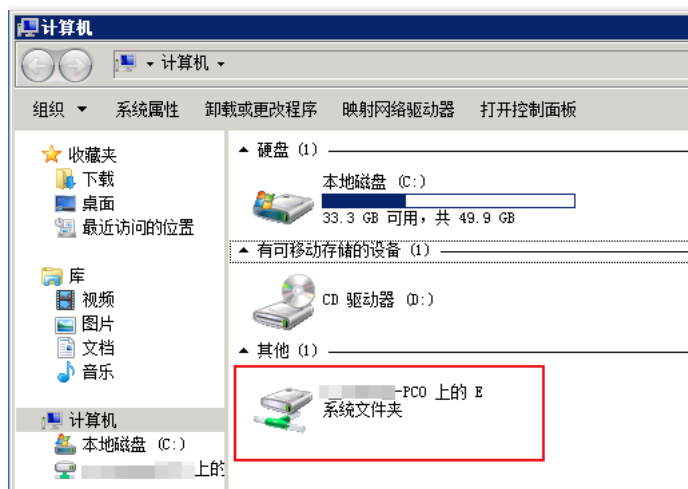 计算机
计算机
组织 系统属性 卸载或更改程序 映射网络驱动器 打开控制面板
收藏夹
下载
桌面
最近访问的位置
库
视频
图片
文档
音乐
计算机
本地磁盘 (C:)
上的
硬盘 (1)
本地磁盘 (C:)
33.3 GB 可用，共 49.9 GB
有可移动存储的设备 (1)
CD 驱动器 (D:)
其他 (1)
-PC0 上的 E
系统文件夹